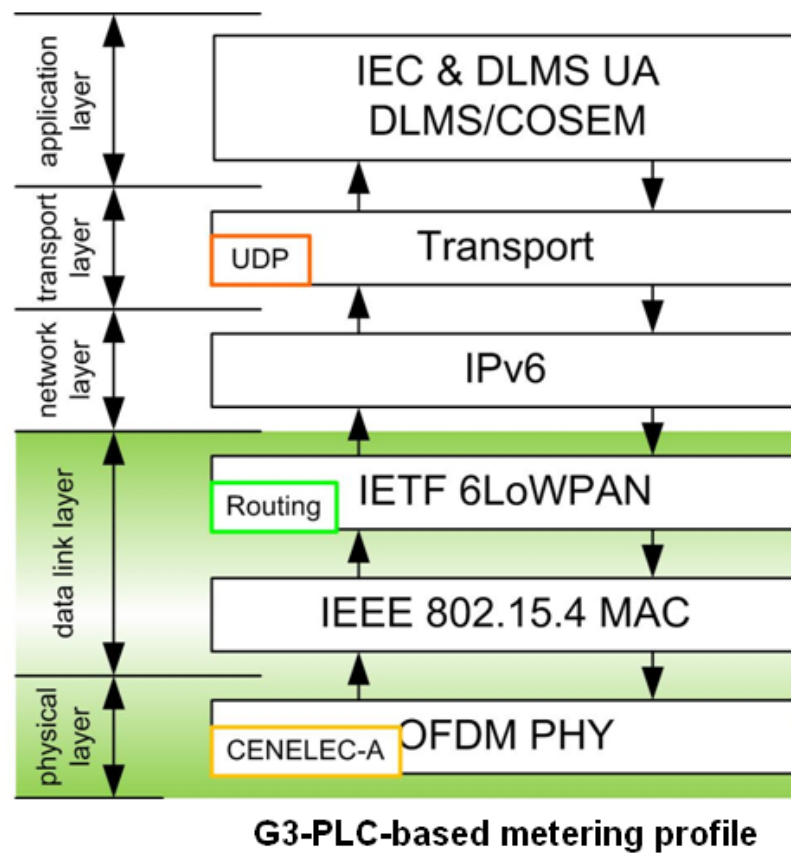 application
layer
IEC & DLMS UA
DLMS/COSEM
transport
layer
Transport
UDP
network
layer
IPv6
data link layer
IETF 6LoWPAN
Routing
IEEE 802.15.4 MAC
physical
layer
OFDM PHY
CENELEC-A
G3-PLC-based metering profile